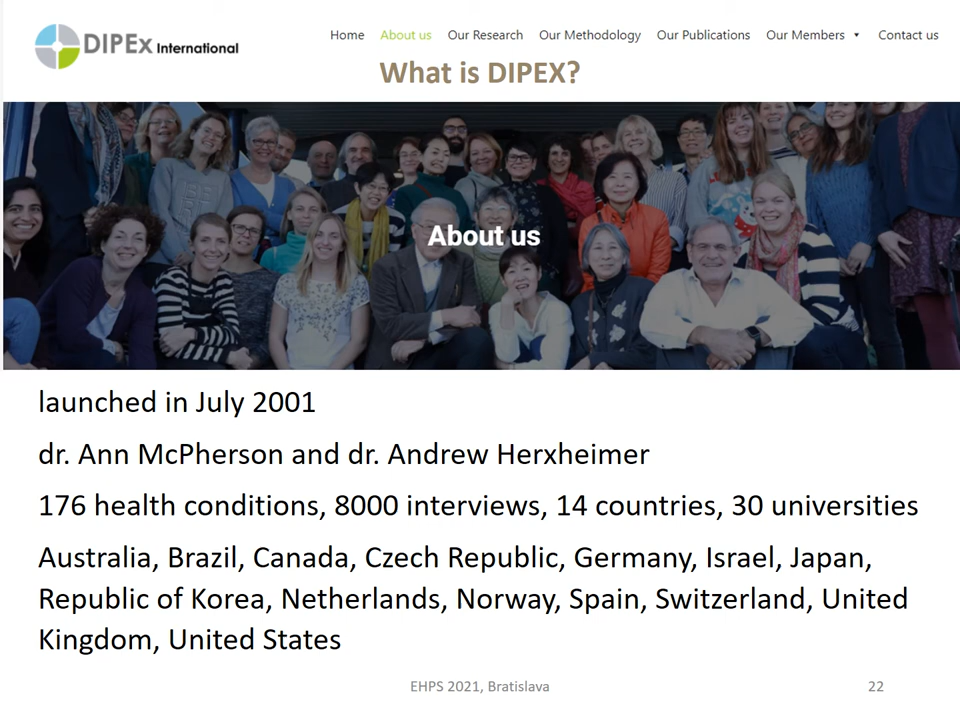 DIPEx International
Home About us Our Research Our Methodology Our Publications Our Members Contact us
What is DIPEX?
About us
launched in July 2001
dr. Ann McPherson and dr. Andrew Herxheimer
176 health conditions, 8000 interviews, 14 countries, 30 universities
Australia, Brazil, Canada, Czech Republic, Germany, Israel, Japan,
Republic of Korea, Netherlands, Norway, Spain, Switzerland, United
Kingdom, United States
EHPS 2021, Bratislava
22